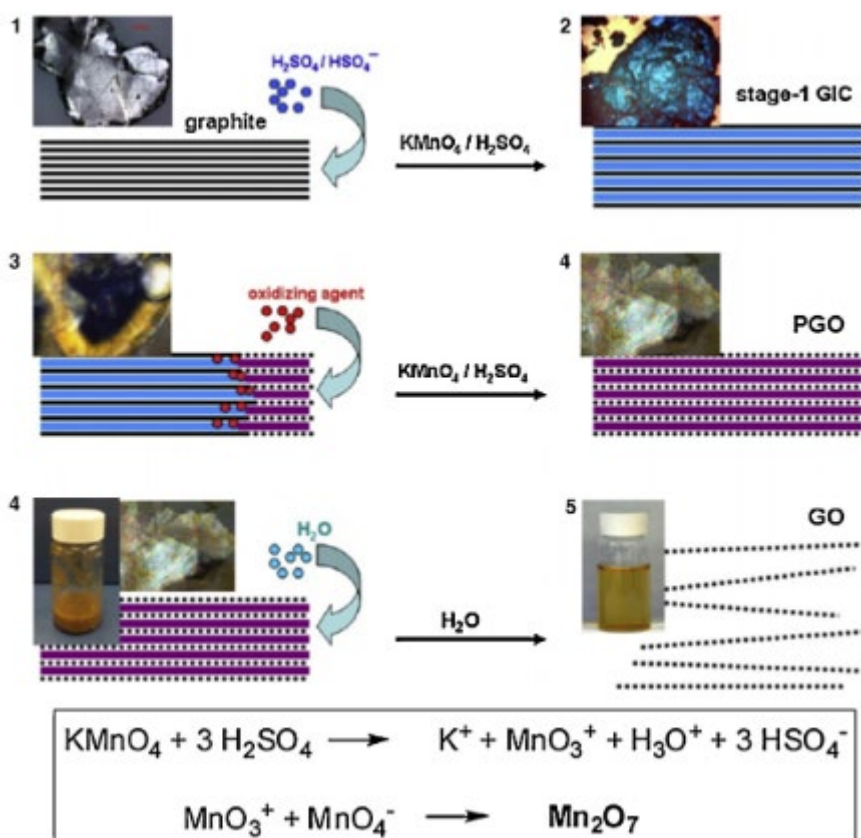 1
H₂SO₄ / HSO₄⁻
graphite
KMnO₄ / H₂SO₄
2
stage-1 GIC
3
oxidizing agent
KMnO₄ / H₂SO₄
4
PGO
4
H₂O
H₂O
5
GO
KMnO₄ + 3 H₂SO₄ → K⁺ + MnO₃⁺ + H₃O⁺ + 3 HSO₄⁻
MnO₃⁺ + MnO₄⁻ → Mn₂O₇